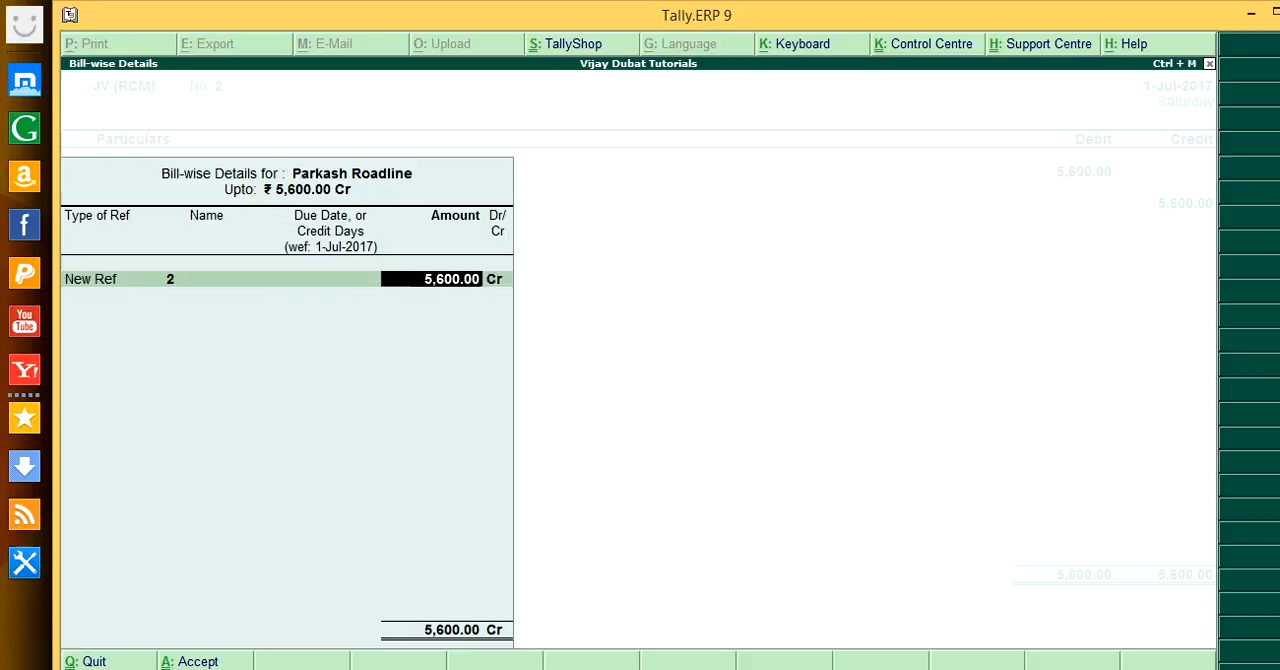 Tally.ERP 9
P: Print E: Export M: E-Mail O: Upload S: TallyShop G: Language K: Keyboard K: Control Centre H: Support Centre H: Help
Bill-wise Details Vijay Dubat Tutorials Ctrl + M
JV (RCM) No. 2 1-Jul-2017
Saturday
Particulars Debit Credit
5,600.00
5,600.00
Bill-wise Details for : Parkash Roadline
Upto: ₹ 5,600.00 Cr
Type of Ref Name Due Date, or Amount Dr/
Credit Days Cr
(wef: 1-Jul-2017)
New Ref 2 5,600.00 Cr
5,600.00 5,600.00
5,600.00 Cr
Q: Quit A: Accept
G
a
f
P
You
Tube
Y!